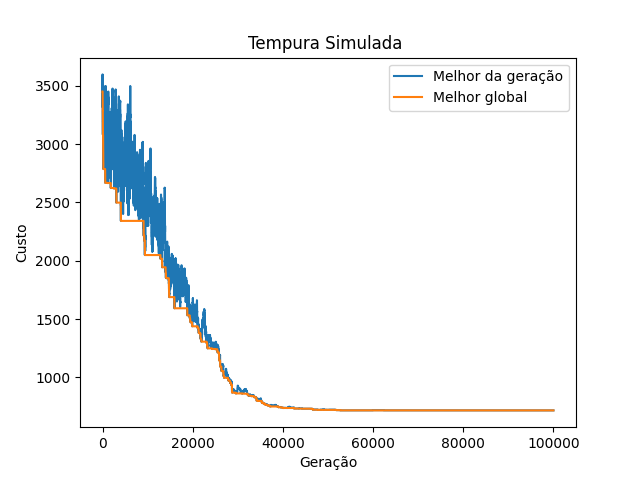 Tempura Simulada
Melhor da geração
Melhor global
Custo
3500
3000
2500
2000
1500
1000
0
20000
40000
60000
80000
100000
Geração